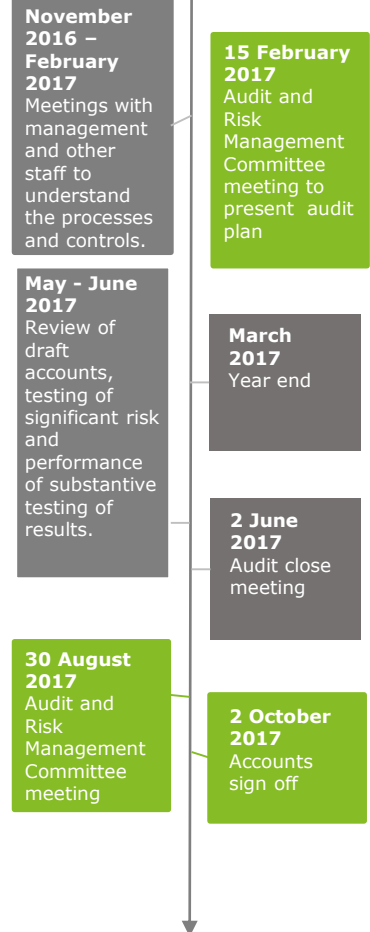 November
2016 –
February
2017
Meetings with
management
and other
staff to
understand
the processes
and controls.
15 February
2017
Audit and
Risk
Management
Committee
meeting to
present audit
plan
May - June
2017
Review of
draft
accounts,
testing of
significant risk
and
performance
of substantive
testing of
results.
March
2017
Year end
2 June
2017
Audit close
meeting
30 August
2017
Audit and
Risk
Management
Committee
meeting
2 October
2017
Accounts
sign off